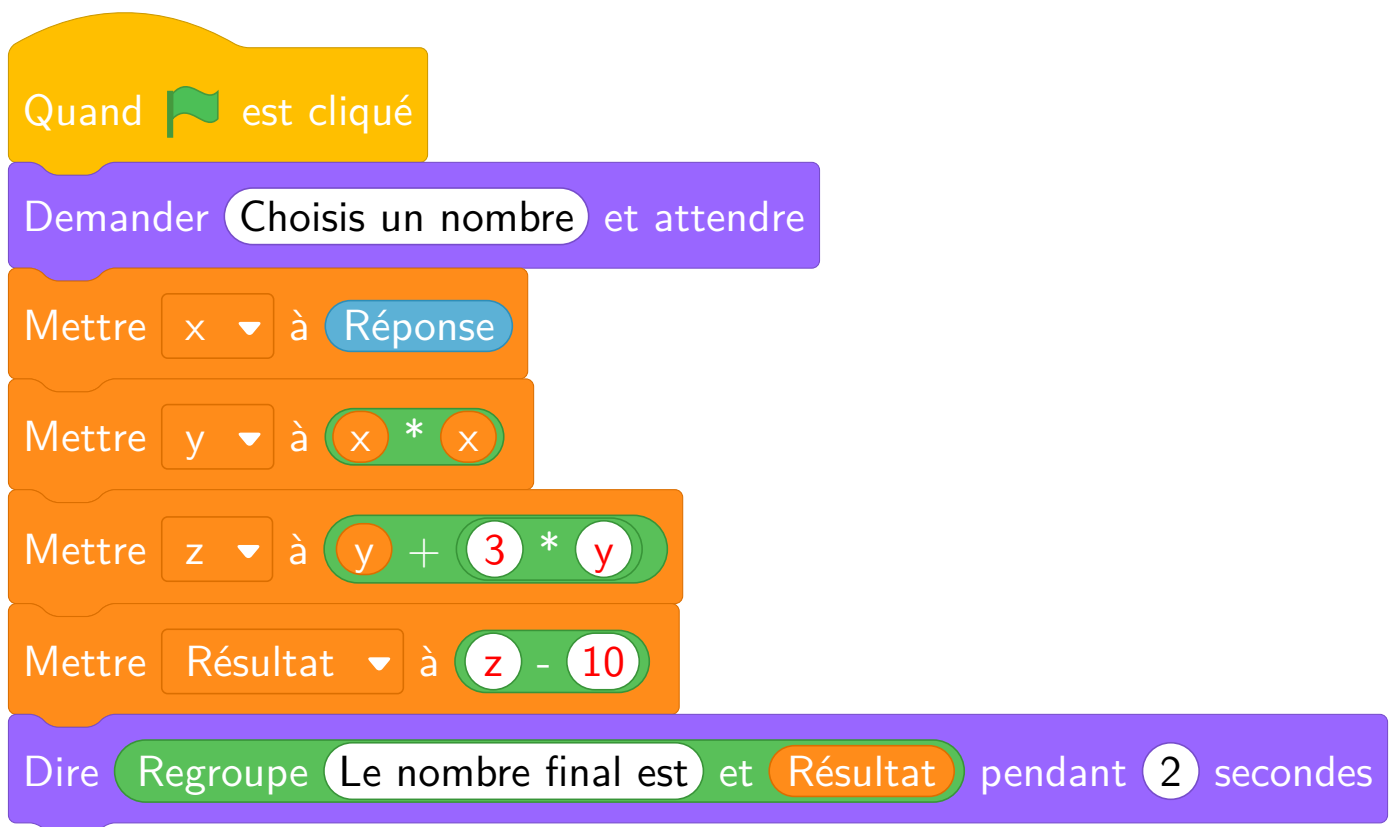 Quand est cliqué
Demander Choisis un nombre et attendre
Mettre x à Réponse
Mettre y à x * x
Mettre z à y + 3 * y
Mettre Résultat à z - 10
Dire Regroupe Le nombre final est et Résultat pendant 2 secondes